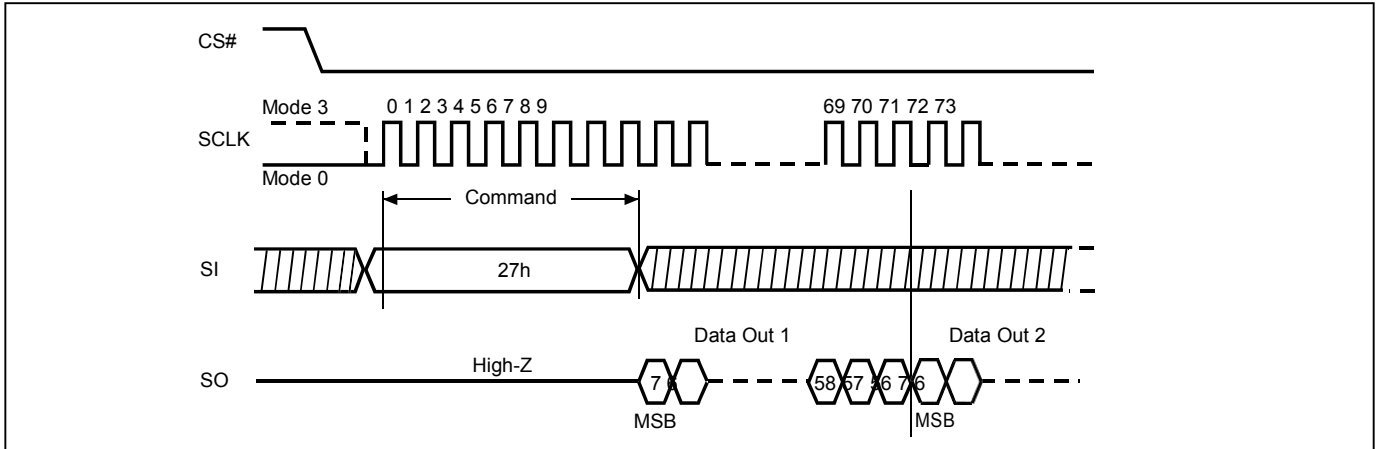 CS#
Mode 3
0 1 2 3 4 5 6 7 8 9
69 70 71 72 73
SCLK
Mode 0
Command
SI
27h
Data Out 1
Data Out 2
High-Z
SO
7 6
58 57 56 7 6
MSB
MSB